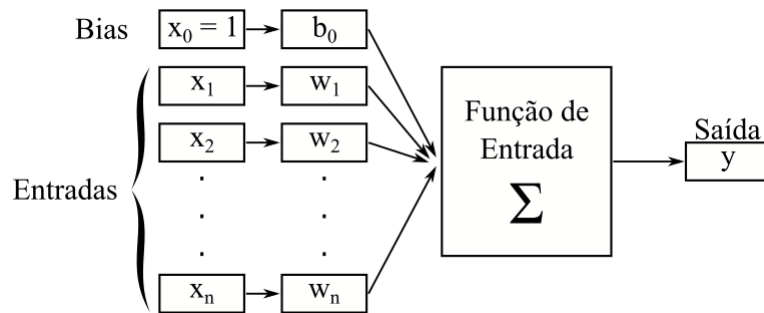 Bias x₀ = 1 b₀
x₁ w₁
x₂ w₂
Entradas
. .
. .
. .
xₙ wₙ
Função de
Entrada
Σ
Saída
y